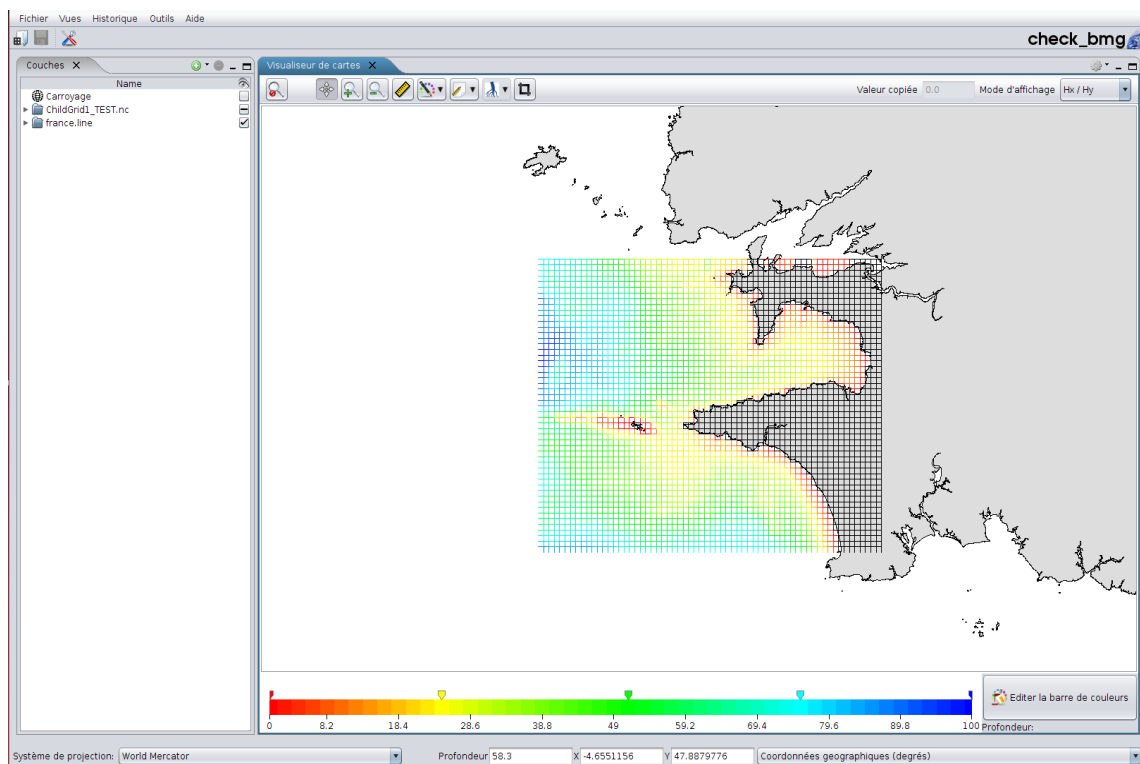 Fichier Vues Historique Outils Aide
check_bmg
Couches X
Visualiseur de cartes X
Name
Carroyage
ChildGrid1_TEST.nc
france.line
Valeur copiée 0.0 Mode d'affichage Hx / Hy
0 8.2 18.4 28.6 38.8 49 59.2 69.4 79.6 89.8 100
Editer la barre de couleurs
Profondeur:
Système de projection: World Mercator Profondeur 58.3 X -4.6551156 Y 47.8879776 Coordonnées geographiques (degrés)